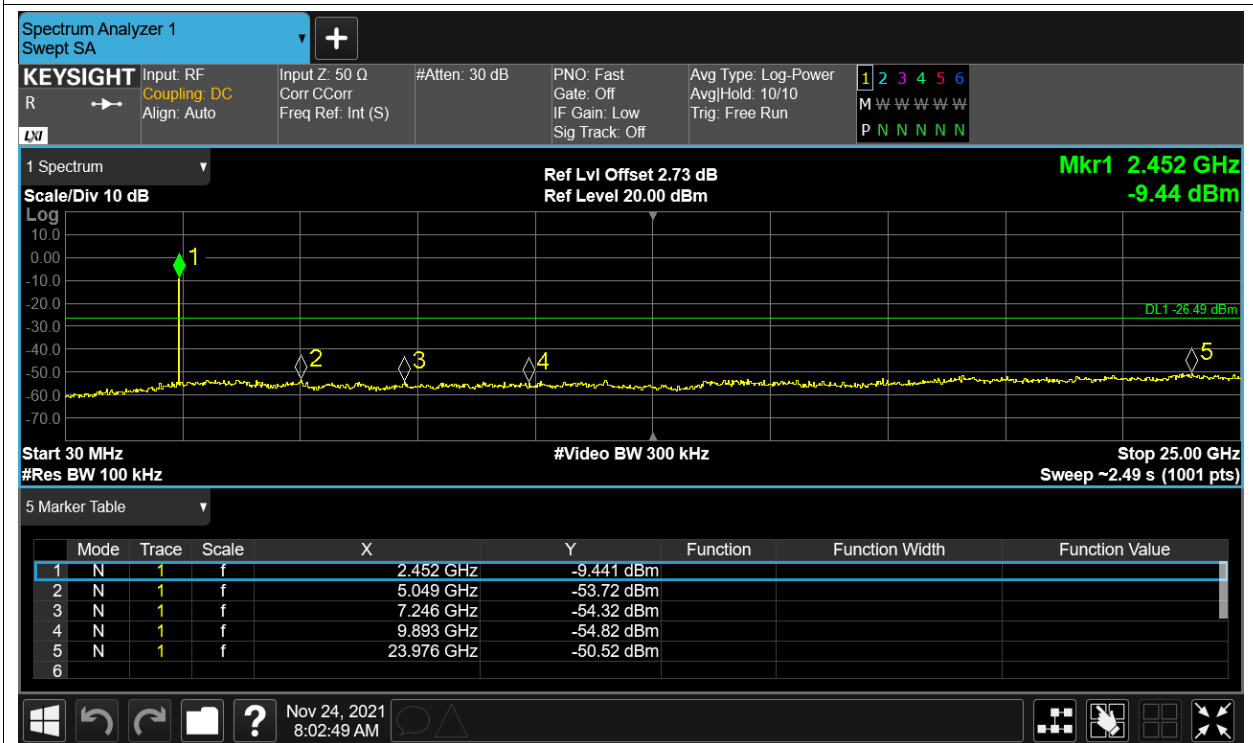 Spectrum Analyzer 1
Swept SA
KEYSIGHT
R
LXI
Input: RF
Coupling: DC
Align: Auto
Input Z: 50 Ω
Corr CCorr
Freq Ref: Int (S)
#Atten: 30 dB
PNO: Fast
Gate: Off
IF Gain: Low
Sig Track: Off
Avg Type: Log-Power
Avg|Hold: 10/10
Trig: Free Run
1 2 3 4 5 6
M W W W W W
P N N N N N
1 Spectrum
Scale/Div 10 dB
Ref Lvl Offset 2.73 dB
Ref Level 20.00 dBm
Mkr1 2.452 GHz
-9.44 dBm
Log
10.0
0.00
-10.0
-20.0
-30.0
-40.0
-50.0
-60.0
-70.0
1
2
3
4
5
DL1 -26.49 dBm
Start 30 MHz
#Video BW 300 kHz
Stop 25.00 GHz
#Res BW 100 kHz
Sweep ~2.49 s (1001 pts)
5 Marker Table
Mode Trace Scale X Y Function Function Width Function Value
1 N 1 f 2.452 GHz -9.441 dBm
2 N 1 f 5.049 GHz -53.72 dBm
3 N 1 f 7.246 GHz -54.32 dBm
4 N 1 f 9.893 GHz -54.82 dBm
5 N 1 f 23.976 GHz -50.52 dBm
6
?
Nov 24, 2021
8:02:49 AM